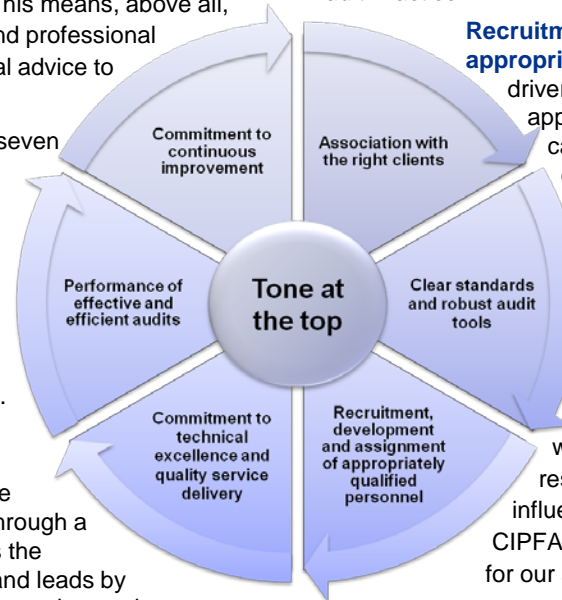 This means, above all,
nd professional
al advice to
seven
.
e
hrough a
s the
and leads by
Recruitm
appropri
driver
app
ca
w
res
influe
CIPFA
for our
Commitment to
continuous
improvement
Association with
the right clients
Clear standards
and robust audit
tools
Recruitment,
development
and assignment
of appropriately
qualified
personnel
Commitment to
technical
excellence and
quality service
delivery
Performance of
effective and
efficient audits
Tone at
the top